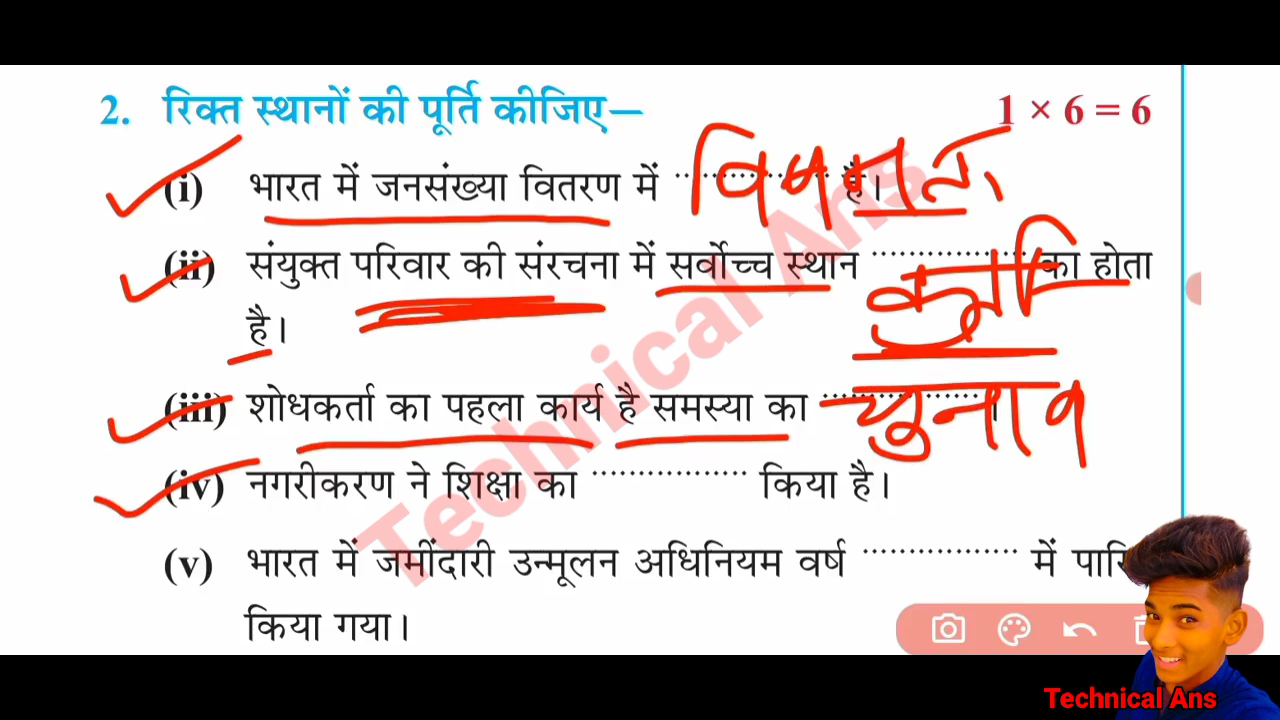 2. रिक्त स्थानों की पूर्ति कीजिए— 1 × 6 = 6
(i) भारत में जनसंख्या वितरण में .................. है। विषमता
(ii) संयुक्त परिवार की संरचना में सर्वोच्च स्थान .................. का होता
कर्ता
है।
(iii) शोधकर्ता का पहला कार्य है समस्या का .................. । चुनाव
(iv) नगरीकरण ने शिक्षा का .................. किया है।
(v) भारत में जमींदारी उन्मूलन अधिनियम वर्ष .................. में
किया गया।
Technical Ans
Technical Ans